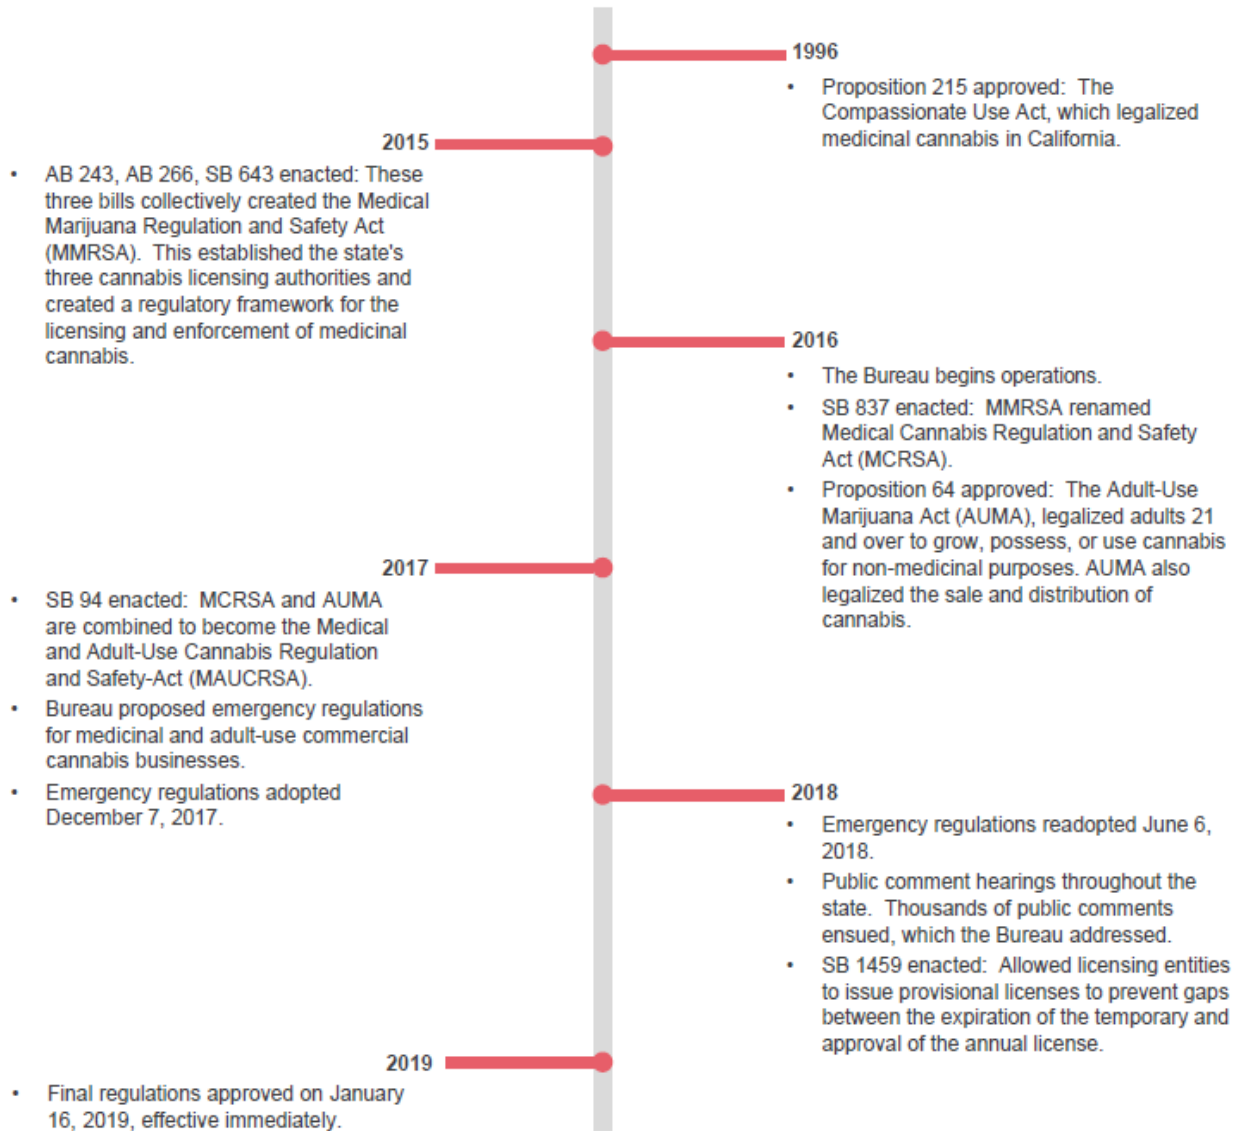 1996
• Proposition 215 approved: The
Compassionate Use Act, which legalized
medicinal cannabis in California.
2015
• AB 243, AB 266, SB 643 enacted: These
three bills collectively created the Medical
Marijuana Regulation and Safety Act
(MMRSA). This established the state's
three cannabis licensing authorities and
created a regulatory framework for the
licensing and enforcement of medicinal
cannabis.
2016
• The Bureau begins operations.
• SB 837 enacted: MMRSA renamed
Medical Cannabis Regulation and Safety
Act (MCRSA).
• Proposition 64 approved: The Adult-Use
Marijuana Act (AUMA), legalized adults 21
and over to grow, possess, or use cannabis
for non-medicinal purposes. AUMA also
legalized the sale and distribution of
cannabis.
2017
• SB 94 enacted: MCRSA and AUMA
are combined to become the Medical
and Adult-Use Cannabis Regulation
and Safety-Act (MAUCRSA).
• Bureau proposed emergency regulations
for medicinal and adult-use commercial
cannabis businesses.
• Emergency regulations adopted
December 7, 2017.
2018
• Emergency regulations readopted June 6,
2018.
• Public comment hearings throughout the
state. Thousands of public comments
ensued, which the Bureau addressed.
• SB 1459 enacted: Allowed licensing entities
to issue provisional licenses to prevent gaps
between the expiration of the temporary and
approval of the annual license.
2019
• Final regulations approved on January
16, 2019, effective immediately.